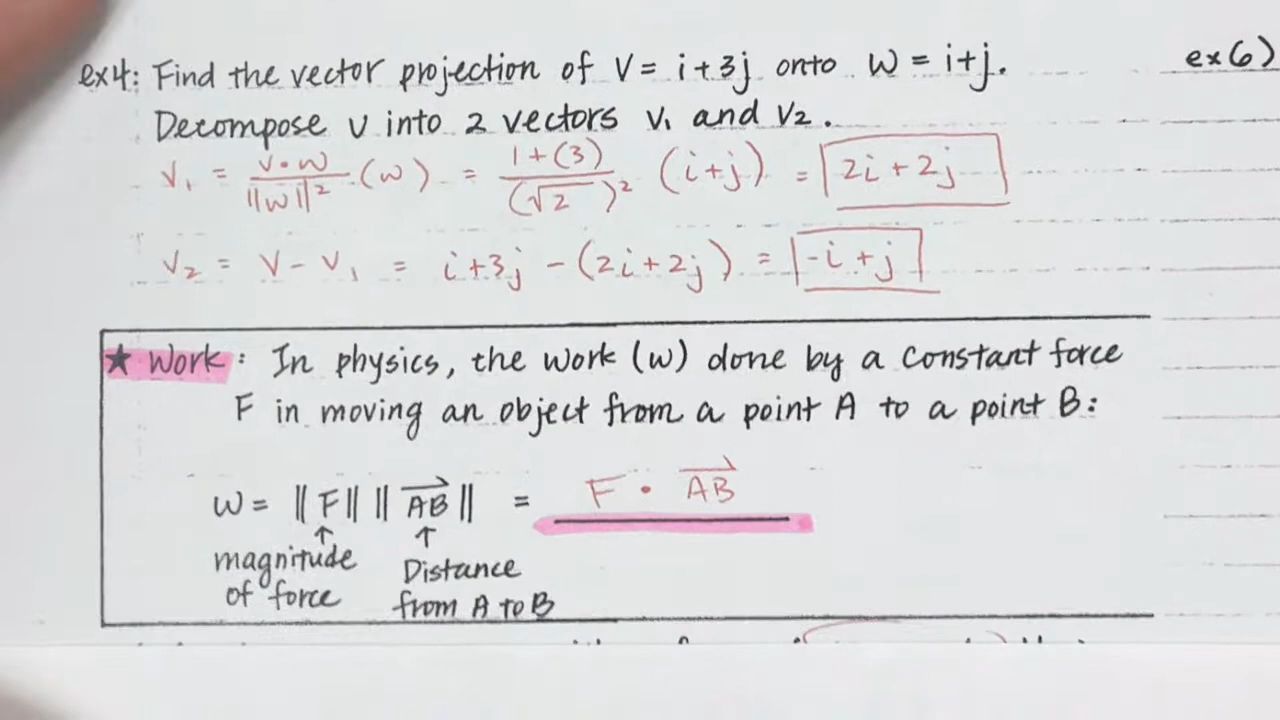 ex4: Find the vector projection of V = i+3j onto W = i+j.
Decompose v into 2 vectors v₁ and v₂.
v₁ = v•w / ||w||² (w) = 1+(3) / (√2)² (i+j) = 2i+2j
v₂ = v-v₁ = i+3j -(2i+2j) = -i+j
★ Work: In physics, the work (w) done by a constant force
F in moving an object from a point A to a point B:
W = ||F|| ||AB|| = F • AB
↑ ↑
magnitude Distance
of force from A to B
ex6)